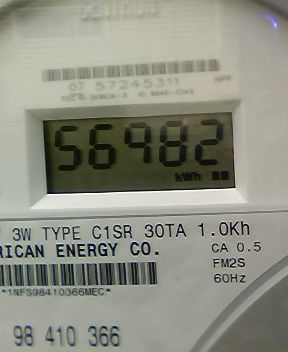 07 57245311
56982
kWh
3W TYPE C1SR 30TA 1.0Kh
RICAN ENERGY CO.
CA 0.5
FM2S
60Hz
*1NFS98410366MEC*
98 410 366